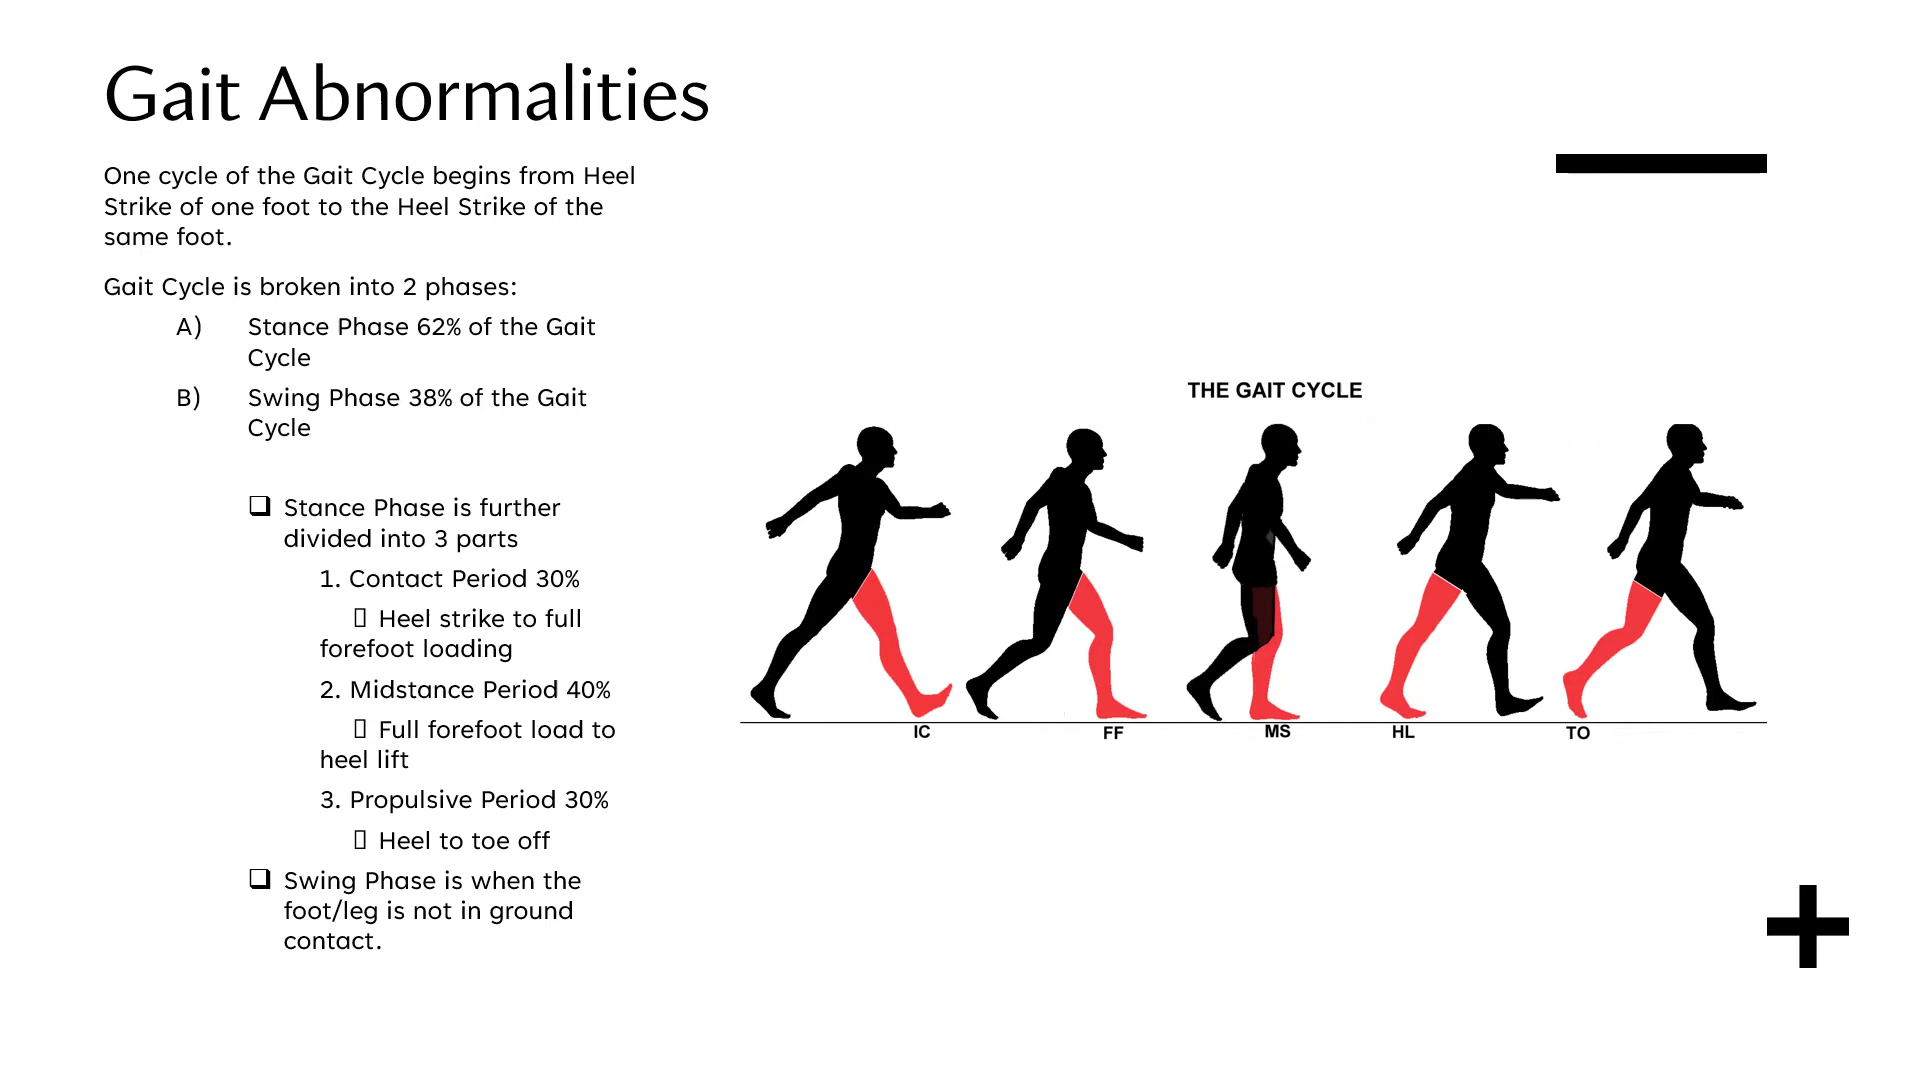 Gait Abnormalities
One cycle of the Gait Cycle begins from Heel
Strike of one foot to the Heel Strike of the
same foot.
Gait Cycle is broken into 2 phases:
A) Stance Phase 62% of the Gait
Cycle
B) Swing Phase 38% of the Gait
Cycle
❑ Stance Phase is further
divided into 3 parts
1. Contact Period 30%
▯ Heel strike to full
forefoot loading
2. Midstance Period 40%
▯ Full forefoot load to
heel lift
3. Propulsive Period 30%
▯ Heel to toe off
❑ Swing Phase is when the
foot/leg is not in ground
contact.
THE GAIT CYCLE
IC FF MS HL TO